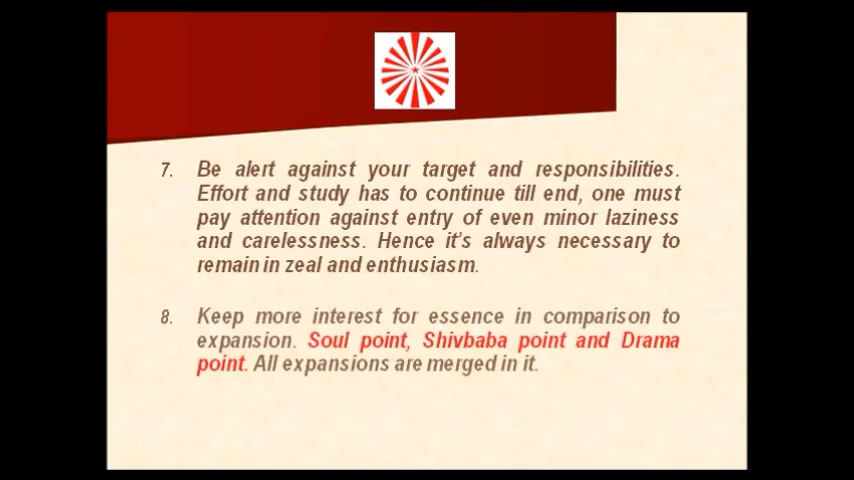 7. Be alert against your target and responsibilities.
Effort and study has to continue till end, one must
pay attention against entry of even minor laziness
and carelessness. Hence it's always necessary to
remain in zeal and enthusiasm.
8. Keep more interest for essence in comparison to
expansion. Soul point, Shivbaba point and Drama
point. All expansions are merged in it.